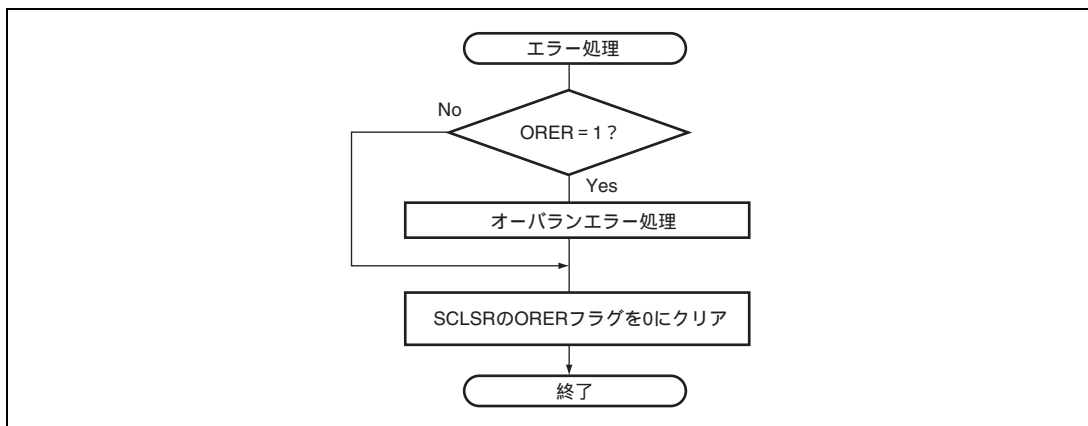 エラー処理
No
ORER = 1 ?
Yes
オーバランエラー処理
SCLSRのORERフラグを0にクリア
終了